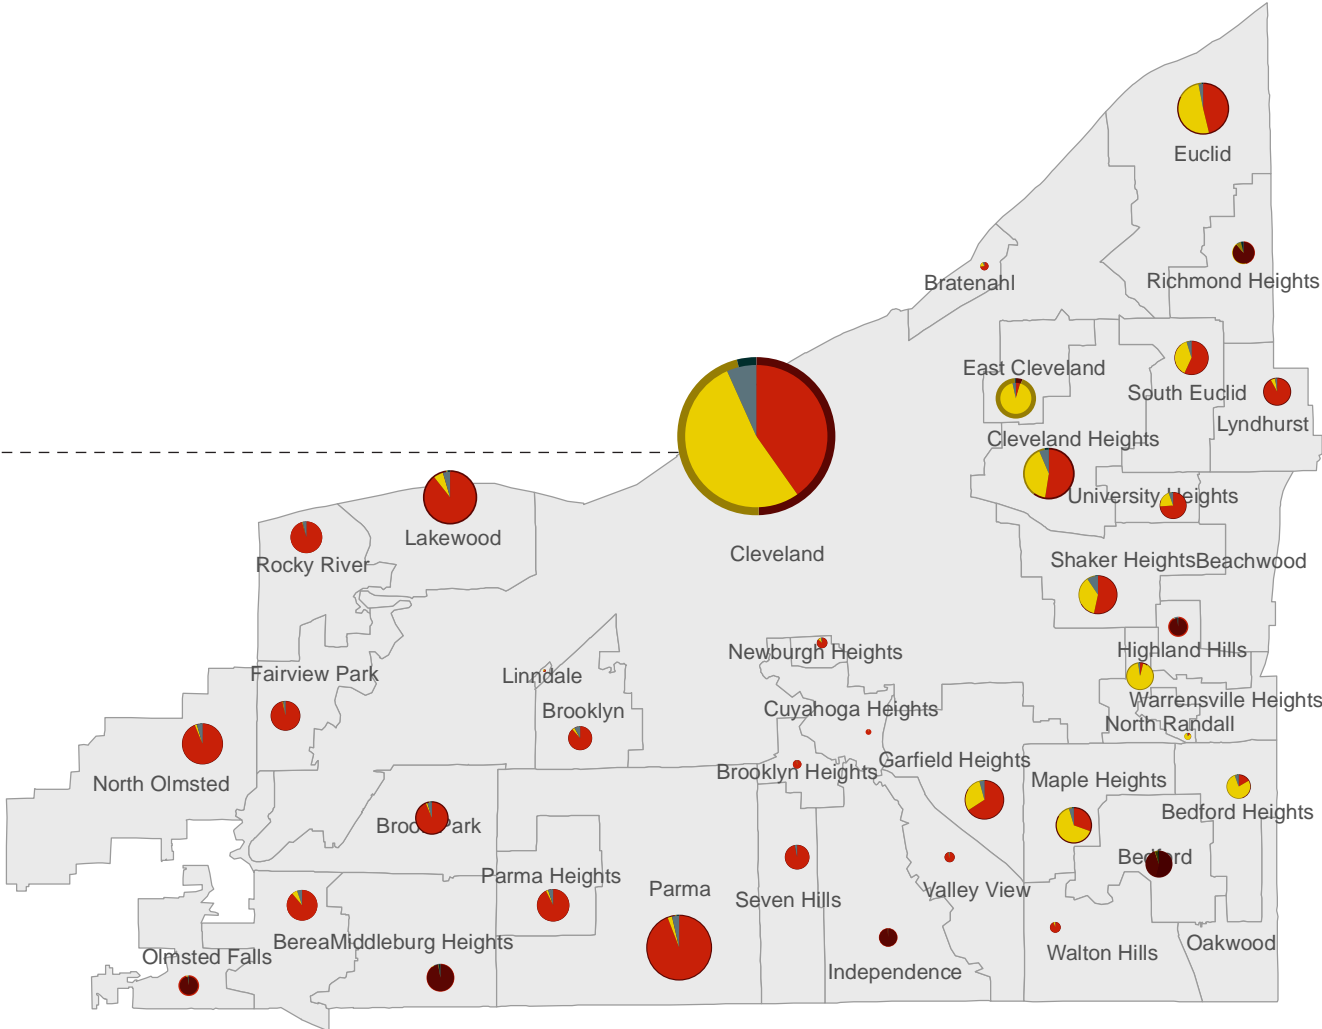 Euclid
Bratenahl
Richmond Heights
East Cleveland
South Euclid
Lyndhurst
Cleveland Heights
University Heights
Lakewood
Cleveland
Rocky River
Shaker Heights
Beachwood
Newburgh Heights
Highland Hills
Fairview Park
Linndale
Warrensville Heights
Brooklyn
Cuyahoga Heights
North Randall
Garfield Heights
Brooklyn Heights
Maple Heights
North Olmsted
Bedford Heights
Brook Park
Bedford
Parma Heights
Parma
Valley View
Seven Hills
Berea
Middleburg Heights
Oakwood
Walton Hills
Olmsted Falls
Independence